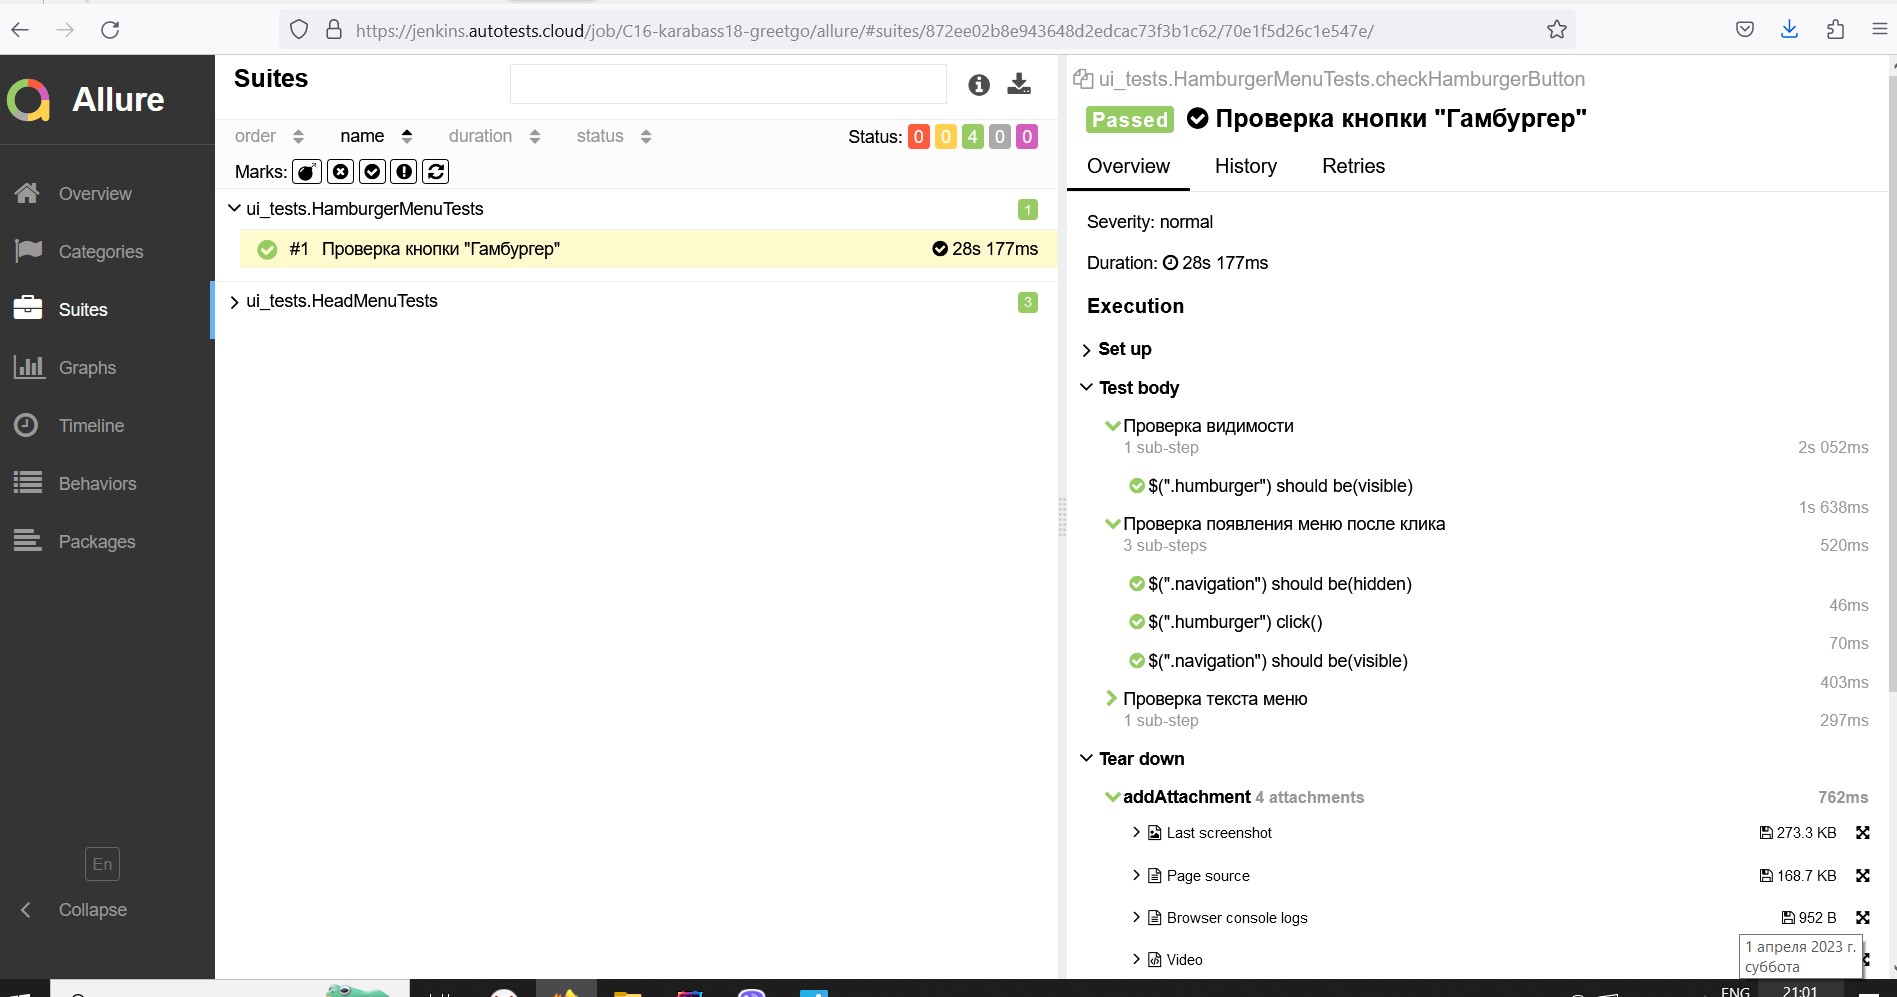 https://jenkins.autotests.cloud/job/C16-karabass18-greetgo/allure/#suites/872ee02b8e943648d2edcac73f3b1c62/70e1f5d26c1e547e/
Allure
Overview
Categories
Suites
Graphs
Timeline
Behaviors
Packages
En
Collapse
Suites
order name duration status Status: 0 0 4 0 0
Marks:
ui_tests.HamburgerMenuTests 1
#1 Проверка кнопки "Гамбургер" 28s 177ms
ui_tests.HeadMenuTests 3
ui_tests.HamburgerMenuTests.checkHamburgerButton
Passed Проверка кнопки "Гамбургер"
Overview History Retries
Severity: normal
Duration: 28s 177ms
Execution
Set up
Test body
Проверка видимости
1 sub-step 2s 052ms
$(".humburger") should be(visible)
1s 638ms
Проверка появления меню после клика
3 sub-steps 520ms
$(".navigation") should be(hidden)
46ms
$(".humburger") click()
70ms
$(".navigation") should be(visible)
403ms
Проверка текста меню
1 sub-step 297ms
Tear down
addAttachment 4 attachments 762ms
Last screenshot 273.3 KB
Page source 168.7 KB
Browser console logs 952 B
Video
1 апреля 2023 г.
суббота
ENG 21:01